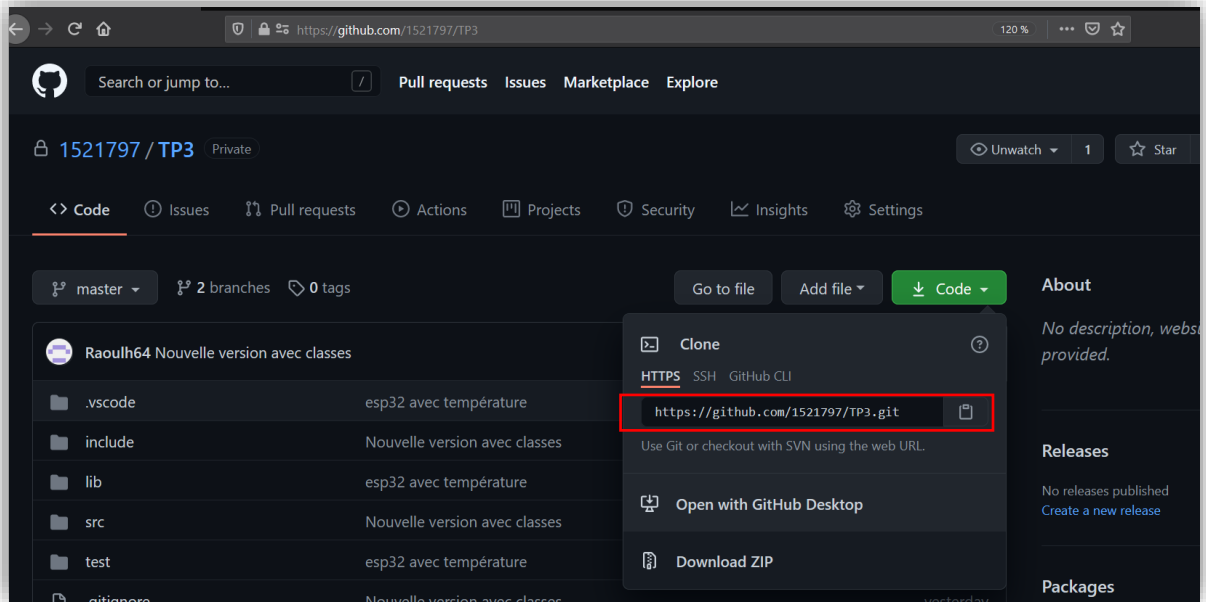 https://github.com/1521797/TP3
120 %
Search or jump to...
/
Pull requests
Issues
Marketplace
Explore
1521797 / TP3
Private
Unwatch
1
Star
Code
Issues
Pull requests
Actions
Projects
Security
Insights
Settings
master
2 branches
0 tags
Go to file
Add file
Code
About
No description, webs
provided.
Raoulh64 Nouvelle version avec classes
.vscode
esp32 avec température
include
Nouvelle version avec classes
lib
esp32 avec température
src
Nouvelle version avec classes
test
esp32 avec température
.gitignore
Nouvelle version avec classes
yesterday
Clone
?
HTTPS
SSH
GitHub CLI
https://github.com/1521797/TP3.git
Use Git or checkout with SVN using the web URL.
Open with GitHub Desktop
Download ZIP
Releases
No releases published
Create a new release
Packages